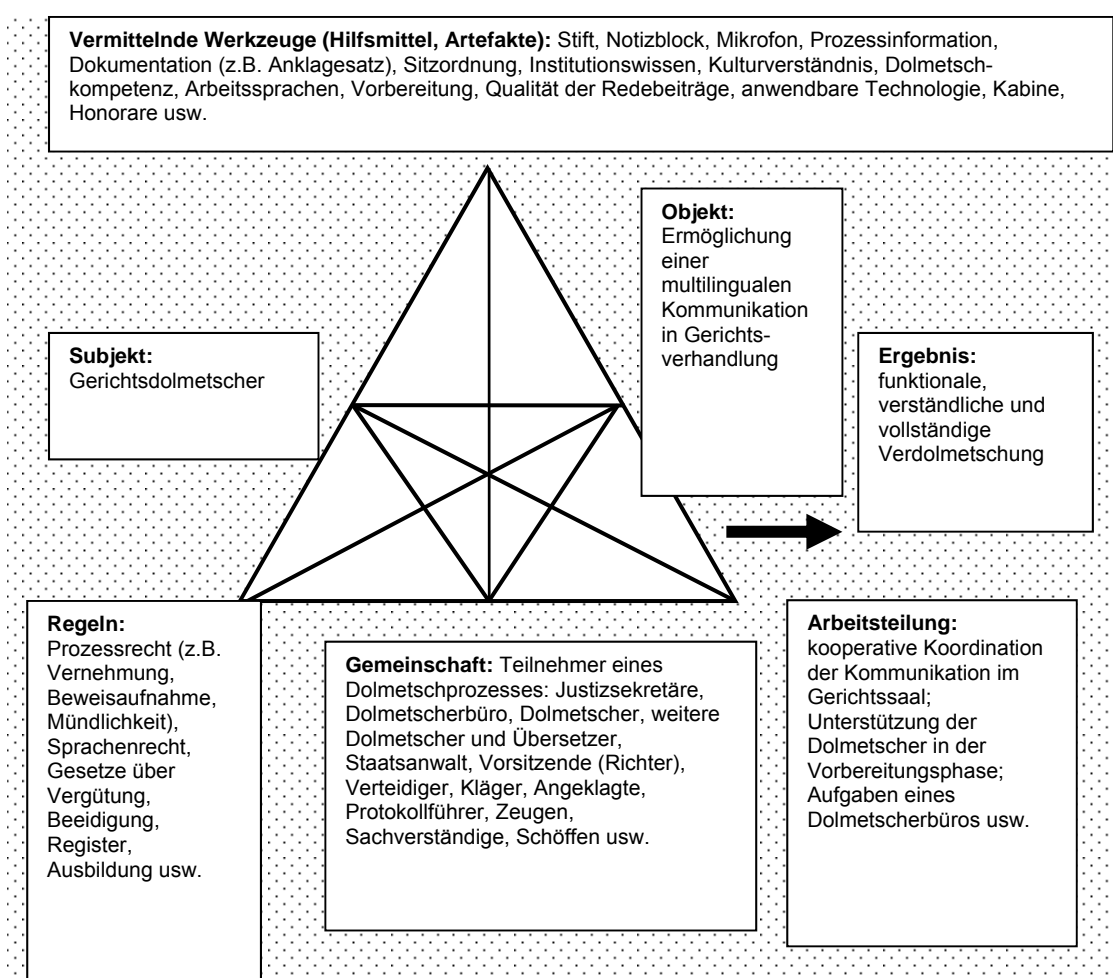 Vermittelnde Werkzeuge (Hilfsmittel, Artefakte): Stift, Notizblock, Mikrofon, Prozessinformation,
Dokumentation (z.B. Anklagesatz), Sitzordnung, Institutionswissen, Kulturverständnis, Dolmetsch-
kompetenz, Arbeitssprachen, Vorbereitung, Qualität der Redebeiträge, anwendbare Technologie, Kabine,
Honorare usw.
Objekt:
Ermöglichung
einer
multilingualen
Kommunikation
in Gerichts-
verhandlung
Subjekt:
Gerichtsdolmetscher
Ergebnis:
funktionale,
verständliche und
vollständige
Verdolmetschung
Regeln:
Prozessrecht (z.B.
Vernehmung,
Beweisaufnahme,
Mündlichkeit),
Sprachenrecht,
Gesetze über
Vergütung,
Beeidigung,
Register,
Ausbildung usw.
Gemeinschaft: Teilnehmer eines
Dolmetschprozesses: Justizsekretäre,
Dolmetscherbüro, Dolmetscher, weitere
Dolmetscher und Übersetzer,
Staatsanwalt, Vorsitzende (Richter),
Verteidiger, Kläger, Angeklagte,
Protokollführer, Zeugen,
Sachverständige, Schöffen usw.
Arbeitsteilung:
kooperative Koordination
der Kommunikation im
Gerichtssaal;
Unterstützung der
Dolmetscher in der
Vorbereitungsphase;
Aufgaben eines
Dolmetscherbüros usw.